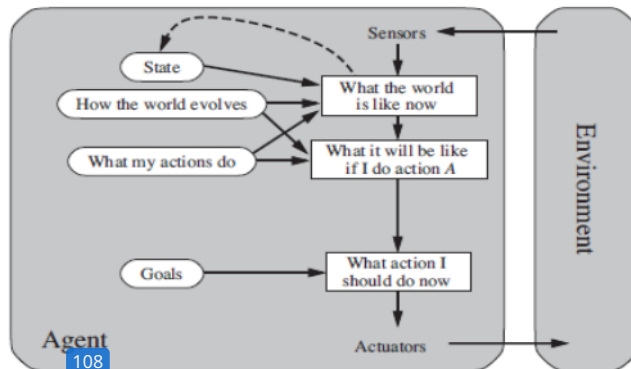 Sensors
State
What the world
is like now
How the world evolves
What my actions do
What it will be like
if I do action A
Goals
What action I
should do now
Agent
Actuators
108
Environment